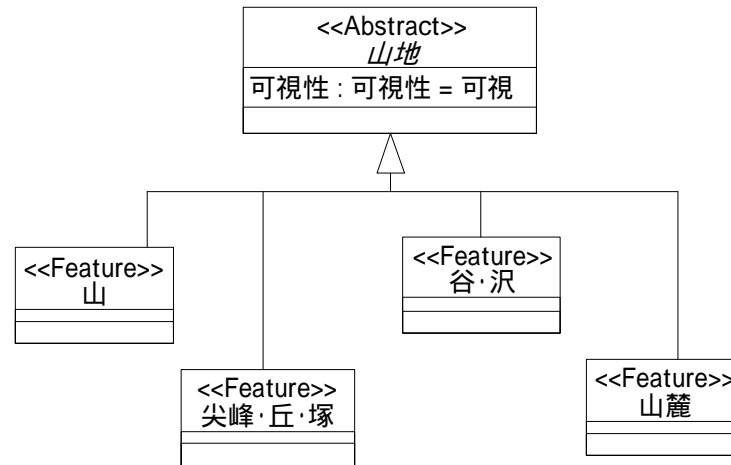 <<Abstract>>
山地
可視性 : 可視性 = 可視
<<Feature>>
山
<<Feature>>
谷・沢
<<Feature>>
尖峰・丘・塚
<<Feature>>
山麓